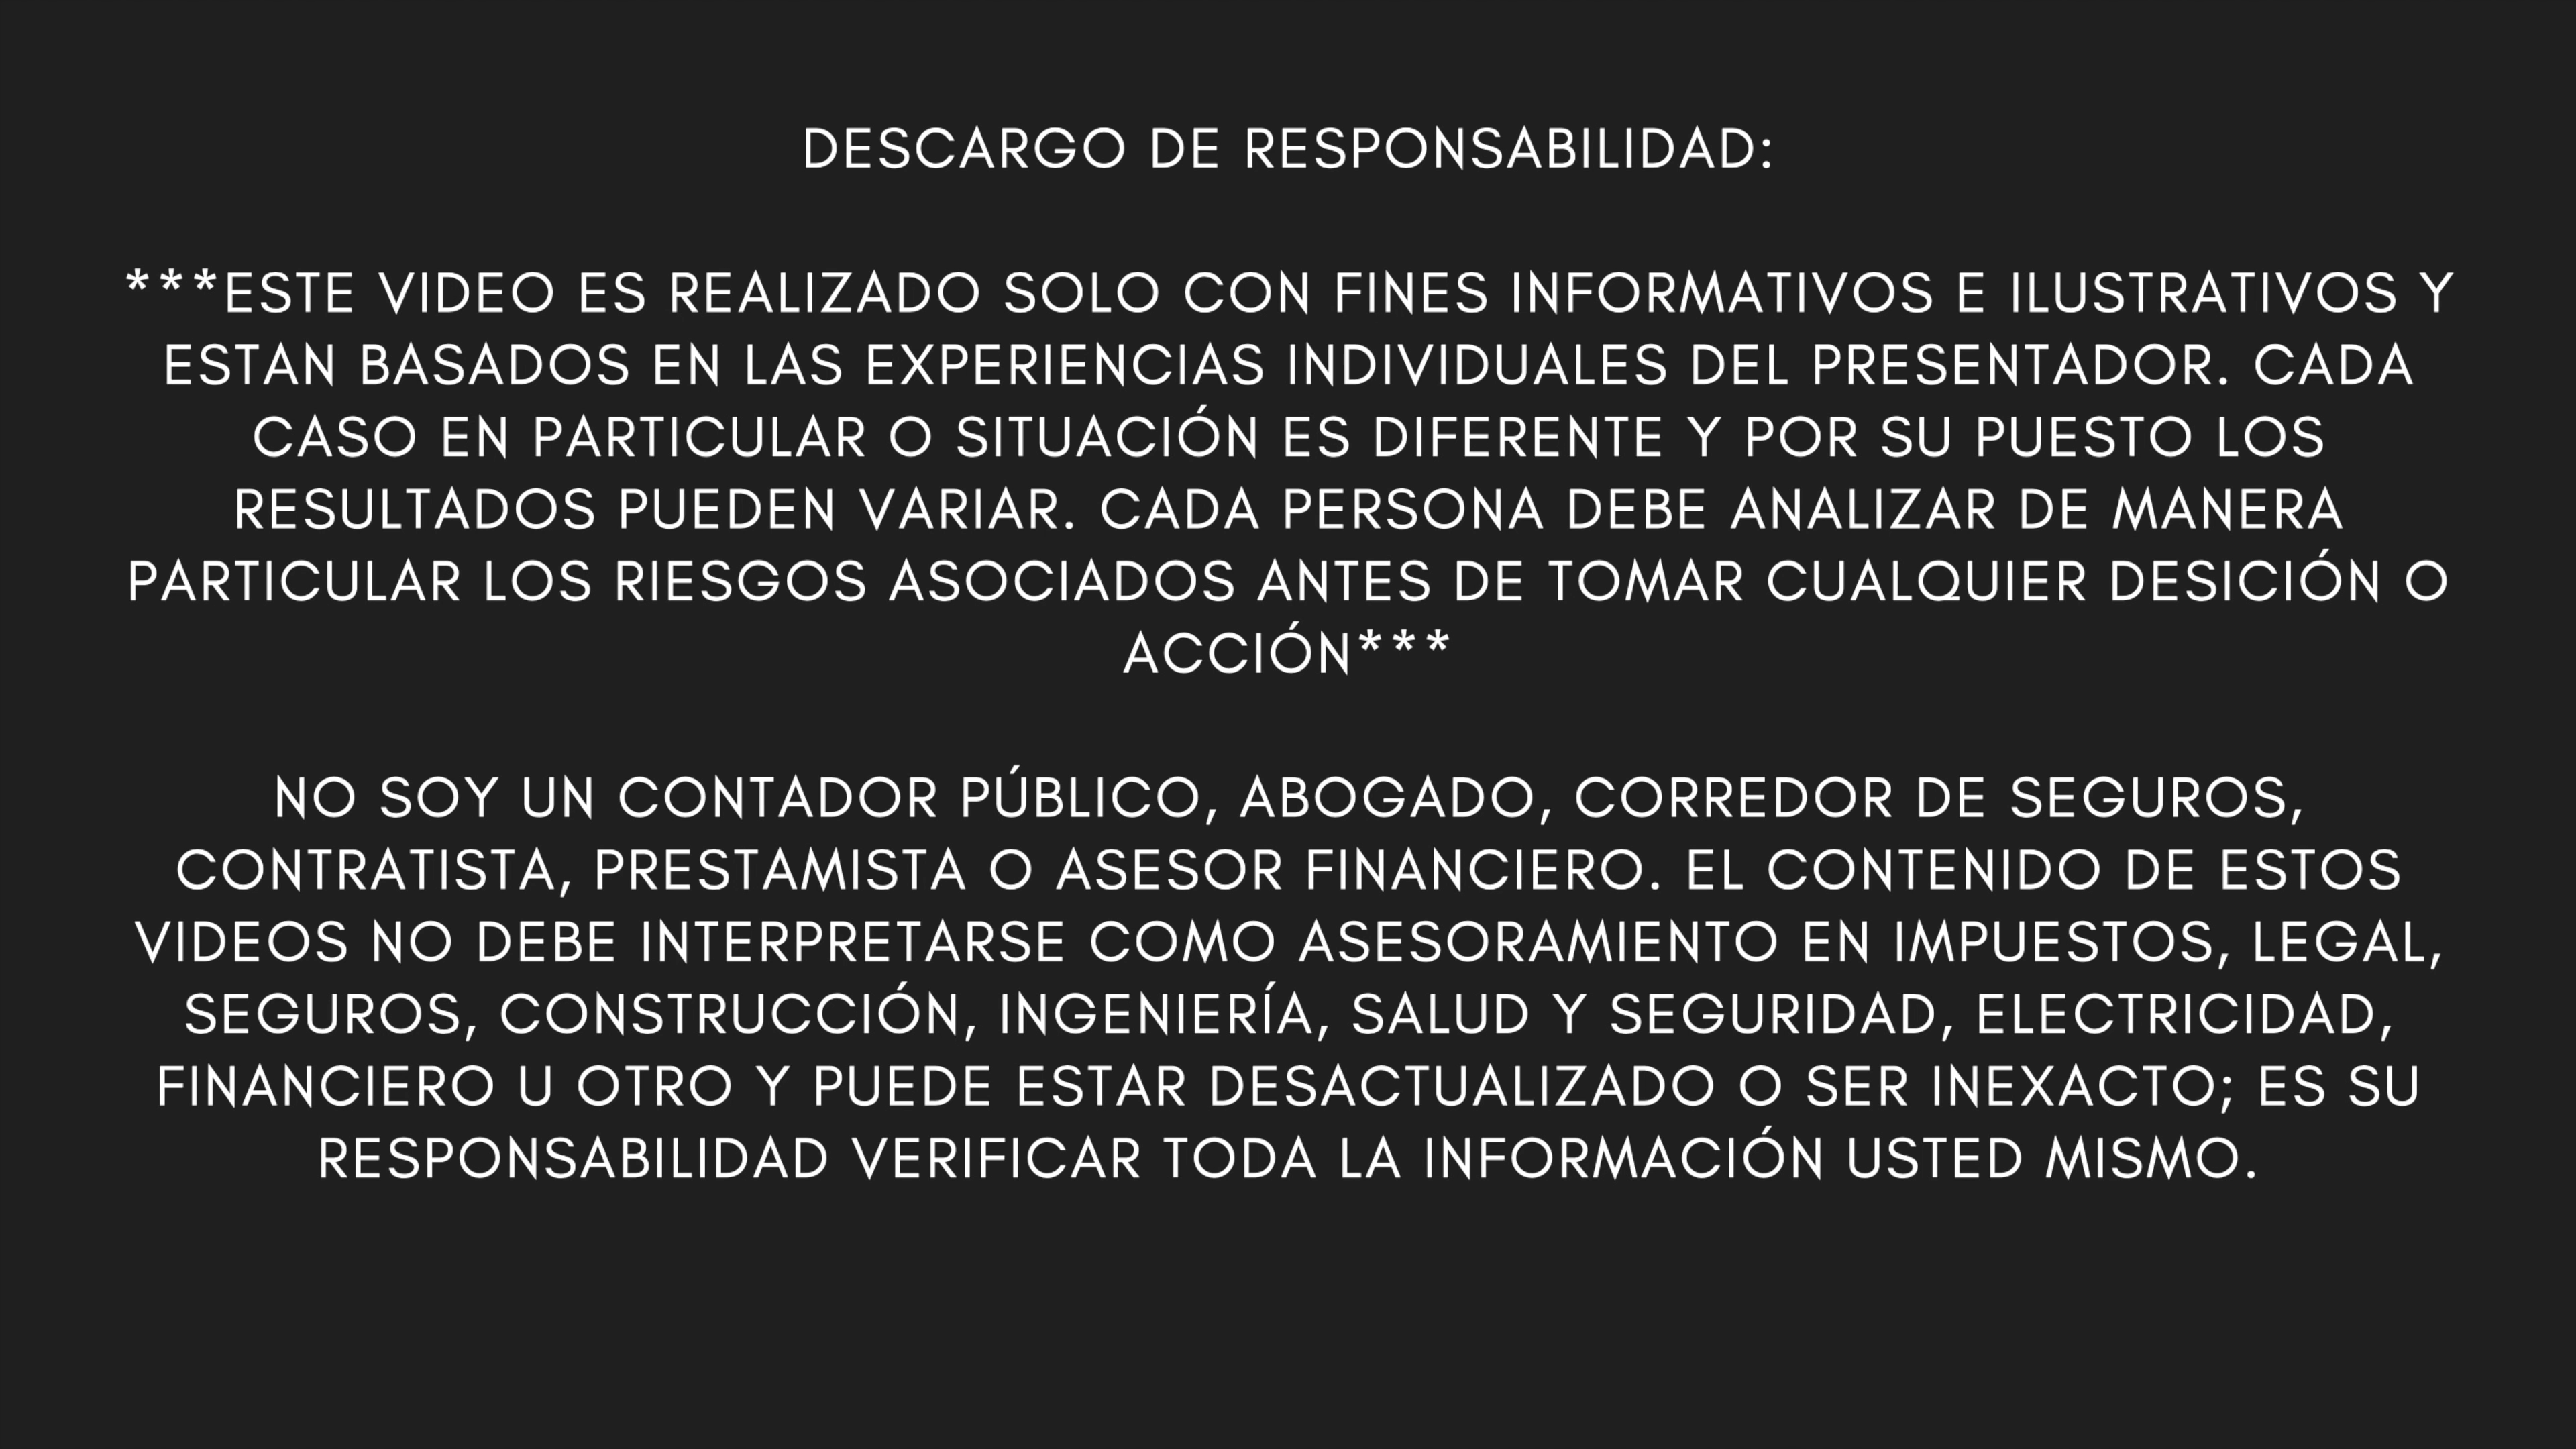 DESCARGO DE RESPONSABILIDAD:
***ESTE VIDEO ES REALIZADO SOLO CON FINES INFORMATIVOS E ILUSTRATIVOS Y
ESTAN BASADOS EN LAS EXPERIENCIAS INDIVIDUALES DEL PRESENTADOR. CADA
CASO EN PARTICULAR O SITUACIÓN ES DIFERENTE Y POR SU PUESTO LOS
RESULTADOS PUEDEN VARIAR. CADA PERSONA DEBE ANALIZAR DE MANERA
PARTICULAR LOS RIESGOS ASOCIADOS ANTES DE TOMAR CUALQUIER DESICIÓN O
ACCIÓN***
NO SOY UN CONTADOR PÚBLICO, ABOGADO, CORREDOR DE SEGUROS,
CONTRATISTA, PRESTAMISTA O ASESOR FINANCIERO. EL CONTENIDO DE ESTOS
VIDEOS NO DEBE INTERPRETARSE COMO ASESORAMIENTO EN IMPUESTOS, LEGAL,
SEGUROS, CONSTRUCCIÓN, INGENIERÍA, SALUD Y SEGURIDAD, ELECTRICIDAD,
FINANCIERO U OTRO Y PUEDE ESTAR DESACTUALIZADO O SER INEXACTO; ES SU
RESPONSABILIDAD VERIFICAR TODA LA INFORMACIÓN USTED MISMO.